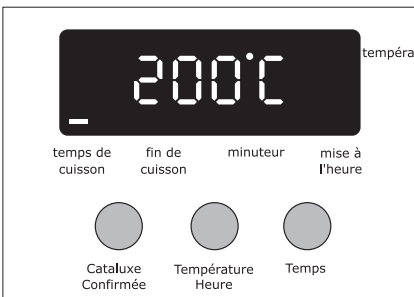 200°C
tempéra
temps de cuisson
fin de cuisson
minuteur
mise à l'heure
Cataluxe Confirmée
Température Heure
Temps